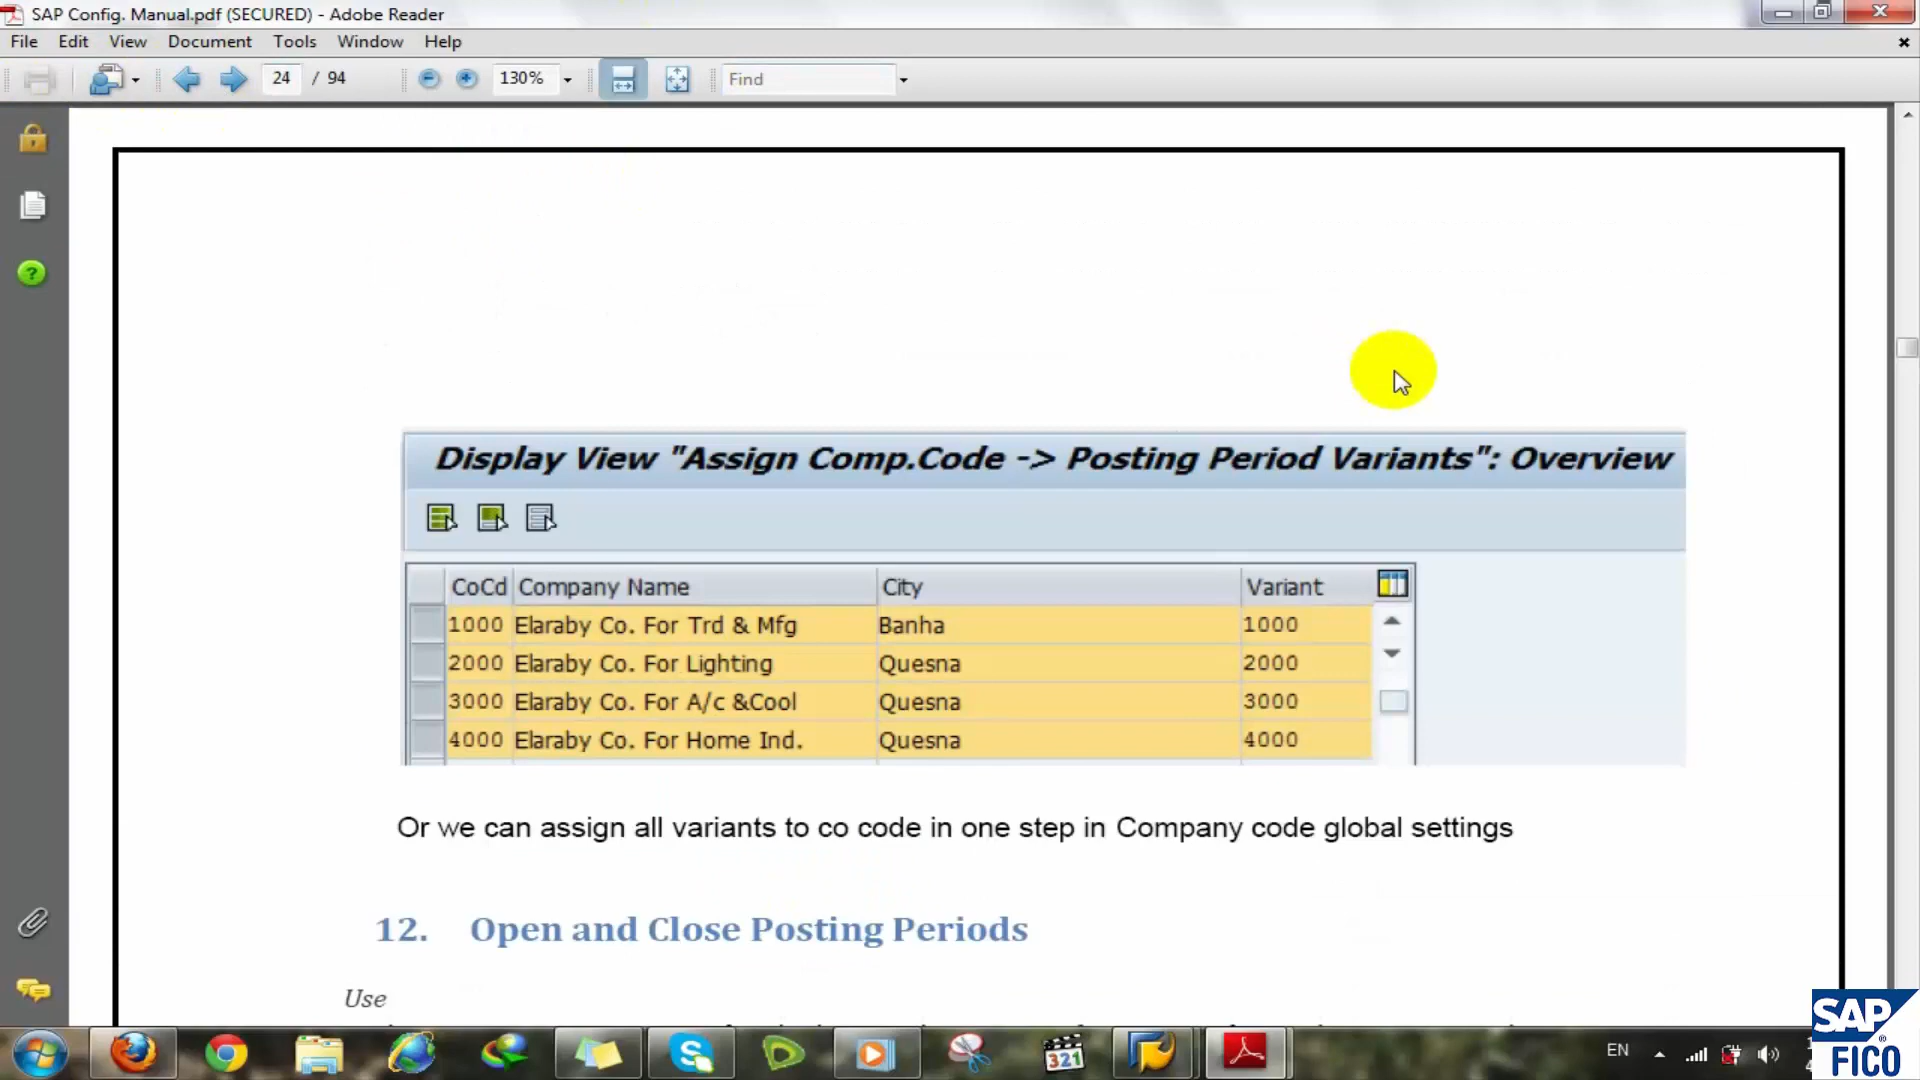 SAP Config. Manual.pdf (SECURED) - Adobe Reader
File Edit View Document Tools Window Help
24 / 94 130% Find
Display View "Assign Comp.Code -> Posting Period Variants": Overview
CoCd Company Name City Variant
1000 Elaraby Co. For Trd & Mfg Banha 1000
2000 Elaraby Co. For Lighting Quesna 2000
3000 Elaraby Co. For A/c &Cool Quesna 3000
4000 Elaraby Co. For Home Ind. Quesna 4000
Or we can assign all variants to co code in one step in Company code global settings
12. Open and Close Posting Periods
Use
321
EN
SAP
FICO